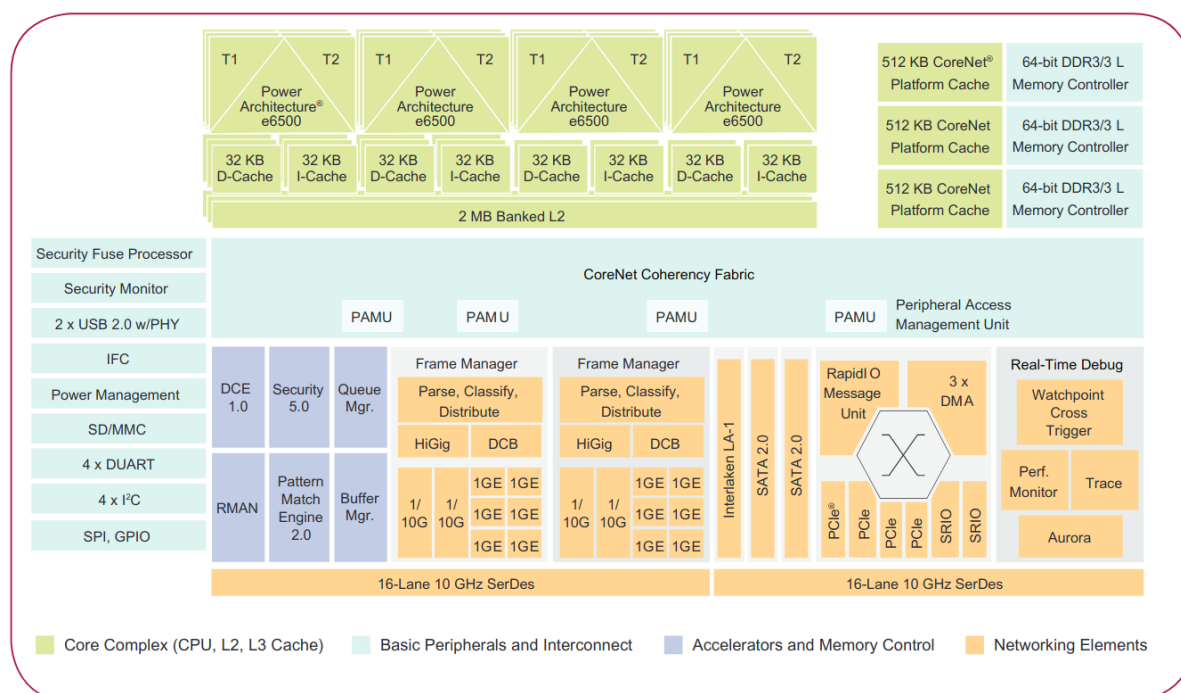 T1 T2 T1 T2 T1 T2 T1 T2
Power
Architecture®
e6500
Power
Architecture
e6500
Power
Architecture
e6500
Power
Architecture
e6500
32 KB
D-Cache
32 KB
I-Cache
32 KB
D-Cache
32 KB
I-Cache
32 KB
D-Cache
32 KB
I-Cache
32 KB
D-Cache
32 KB
I-Cache
2 MB Banked L2
512 KB CoreNet®
Platform Cache
64-bit DDR3/3 L
Memory Controller
512 KB CoreNet
Platform Cache
64-bit DDR3/3 L
Memory Controller
512 KB CoreNet
Platform Cache
64-bit DDR3/3 L
Memory Controller
Security Fuse Processor
Security Monitor
2 x USB 2.0 w/PHY
IFC
Power Management
SD/MMC
4 x DUART
4 x I²C
SPI, GPIO
CoreNet Coherency Fabric
PAMU
PAMU
PAMU
PAMU
Peripheral Access
Management Unit
DCE
1.0
Security
5.0
Queue
Mgr.
RMAN
Pattern
Match
Engine
2.0
Buffer
Mgr.
Frame Manager
Parse, Classify,
Distribute
HiGig
DCB
1/
10G
1/
10G
1GE 1GE
1GE 1GE
1GE 1GE
Frame Manager
Parse, Classify,
Distribute
HiGig
DCB
1/
10G
1/
10G
1GE 1GE
1GE 1GE
1GE 1GE
Interlaken LA-1
SATA 2.0
SATA 2.0
RapidI O
Message
Unit
3 x
DMA
PCIe®
PCIe
PCIe
PCIe
SRIO
SRIO
Real-Time Debug
Watchpoint
Cross
Trigger
Perf.
Monitor
Trace
Aurora
16-Lane 10 GHz SerDes
16-Lane 10 GHz SerDes
Core Complex (CPU, L2, L3 Cache)
Basic Peripherals and Interconnect
Accelerators and Memory Control
Networking Elements